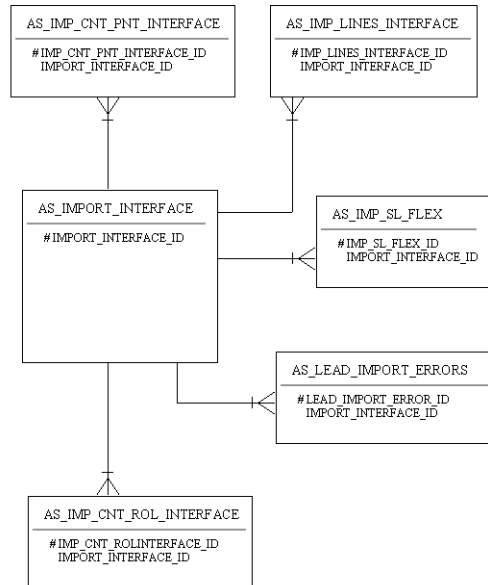 AS_IMP_CNT_PNT_INTERFACE
#IMP_CNT_PNT_INTERFACE_ID
IMPORT_INTERFACE_ID
AS_IMP_LINES_INTERFACE
#IMP_LINES_INTERFACE_ID
IMPORT_INTERFACE_ID
AS_IMPORT_INTERFACE
#IMPORT_INTERFACE_ID
AS_IMP_SL_FLEX
#IMP_SL_FLEX_ID
IMPORT_INTERFACE_ID
AS_LEAD_IMPORT_ERRORS
#LEAD_IMPORT_ERROR_ID
IMPORT_INTERFACE_ID
AS_IMP_CNT_ROL_INTERFACE
#IMP_CNT_ROLINTERFACE_ID
IMPORT_INTERFACE_ID